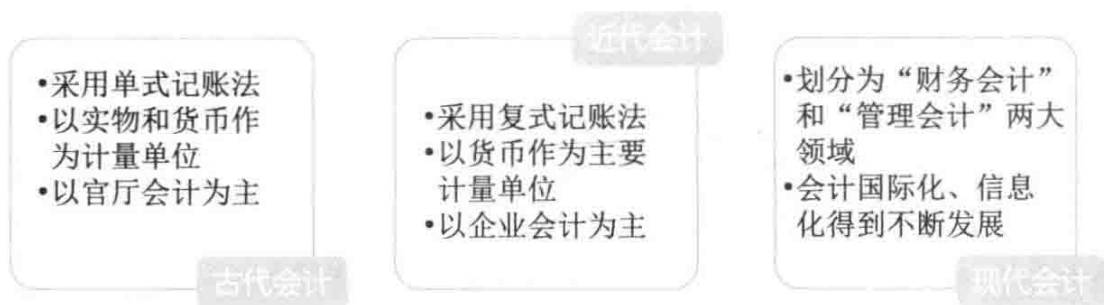 •采用单式记账法
•以实物和货币作
为计量单位
•以官厅会计为主
古代会计
近代会计
•采用复式记账法
•以货币作为主要
计量单位
•以企业会计为主
•划分为“财务会计”
和“管理会计”两大
领域
•会计国际化、信息
化得到不断发展
现代会计